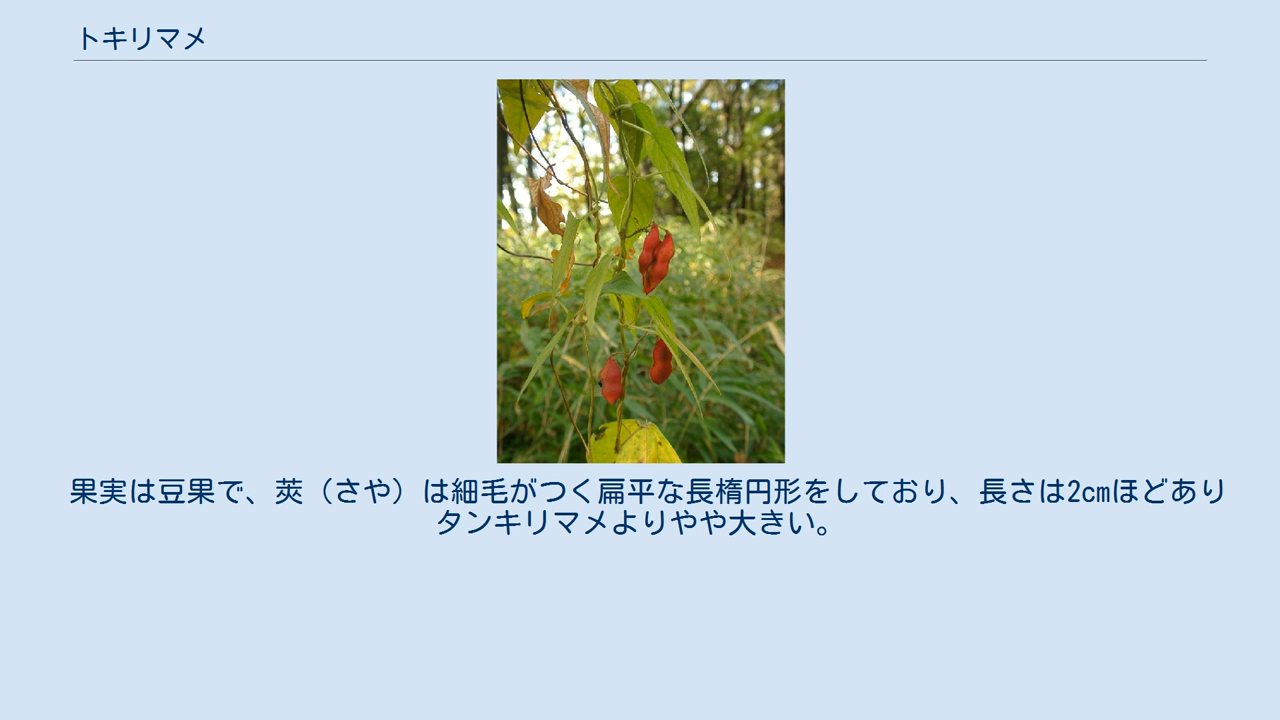 トキリマメ
果実は豆果で、莢（さや）は細毛がつく扁平な長楕円形をしており、長さは2cmほどあり
タンキリマメよりやや大きい。